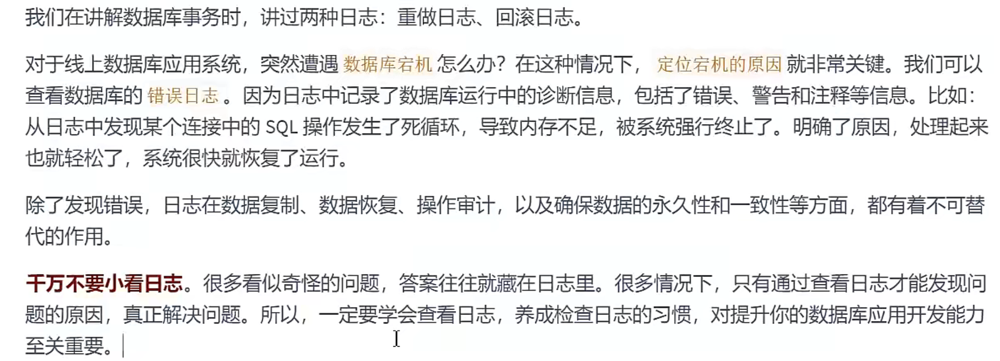 我们在讲解数据库事务时，讲过两种日志：重做日志、回滚日志。
对于线上数据库应用系统，突然遭遇 数据库宕机 怎么办？在这种情况下， 定位宕机的原因 就非常关键。我们可以
查看数据库的 错误日志 。因为日志中记录了数据库运行中的诊断信息，包括了错误、警告和注释等信息。比如：
从日志中发现某个连接中的 SQL 操作发生了死循环，导致内存不足，被系统强行终止了。明确了原因，处理起来
也就轻松了，系统很快就恢复了运行。
除了发现错误，日志在数据复制、数据恢复、操作审计，以及确保数据的永久性和一致性等方面，都有着不可替
代的作用。
千万不要小看日志。很多看似奇怪的问题，答案往往就藏在日志里。很多情况下，只有通过查看日志才能发现问
题的原因，真正解决问题。所以，一定要学会查看日志，养成检查日志的习惯，对提升你的数据库应用开发能力
至关重要。